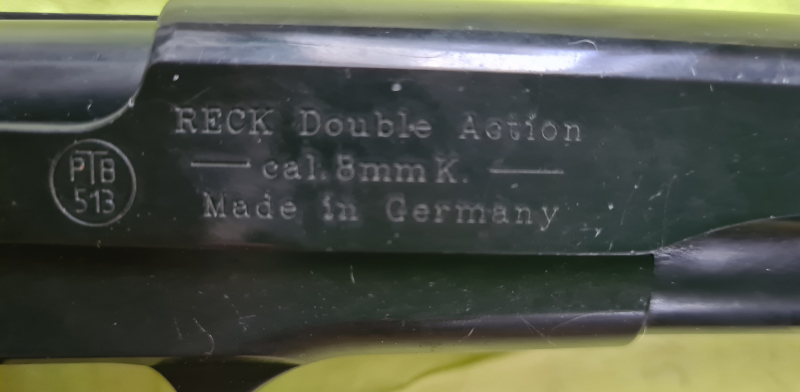 RECK Double Action
— cal. 8mm K. —
Made in Germany
PTB
513